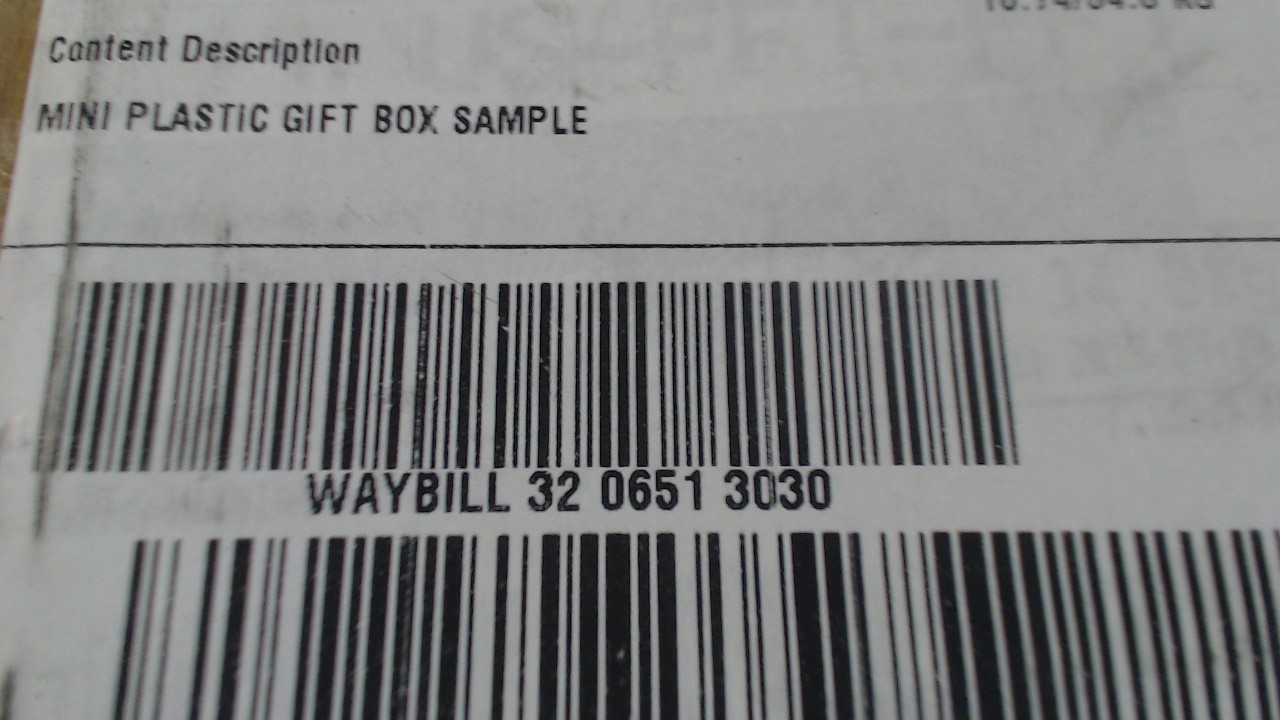 Content Description
MINI PLASTIC GIFT BOX SAMPLE
WAYBILL 32 0651 3030